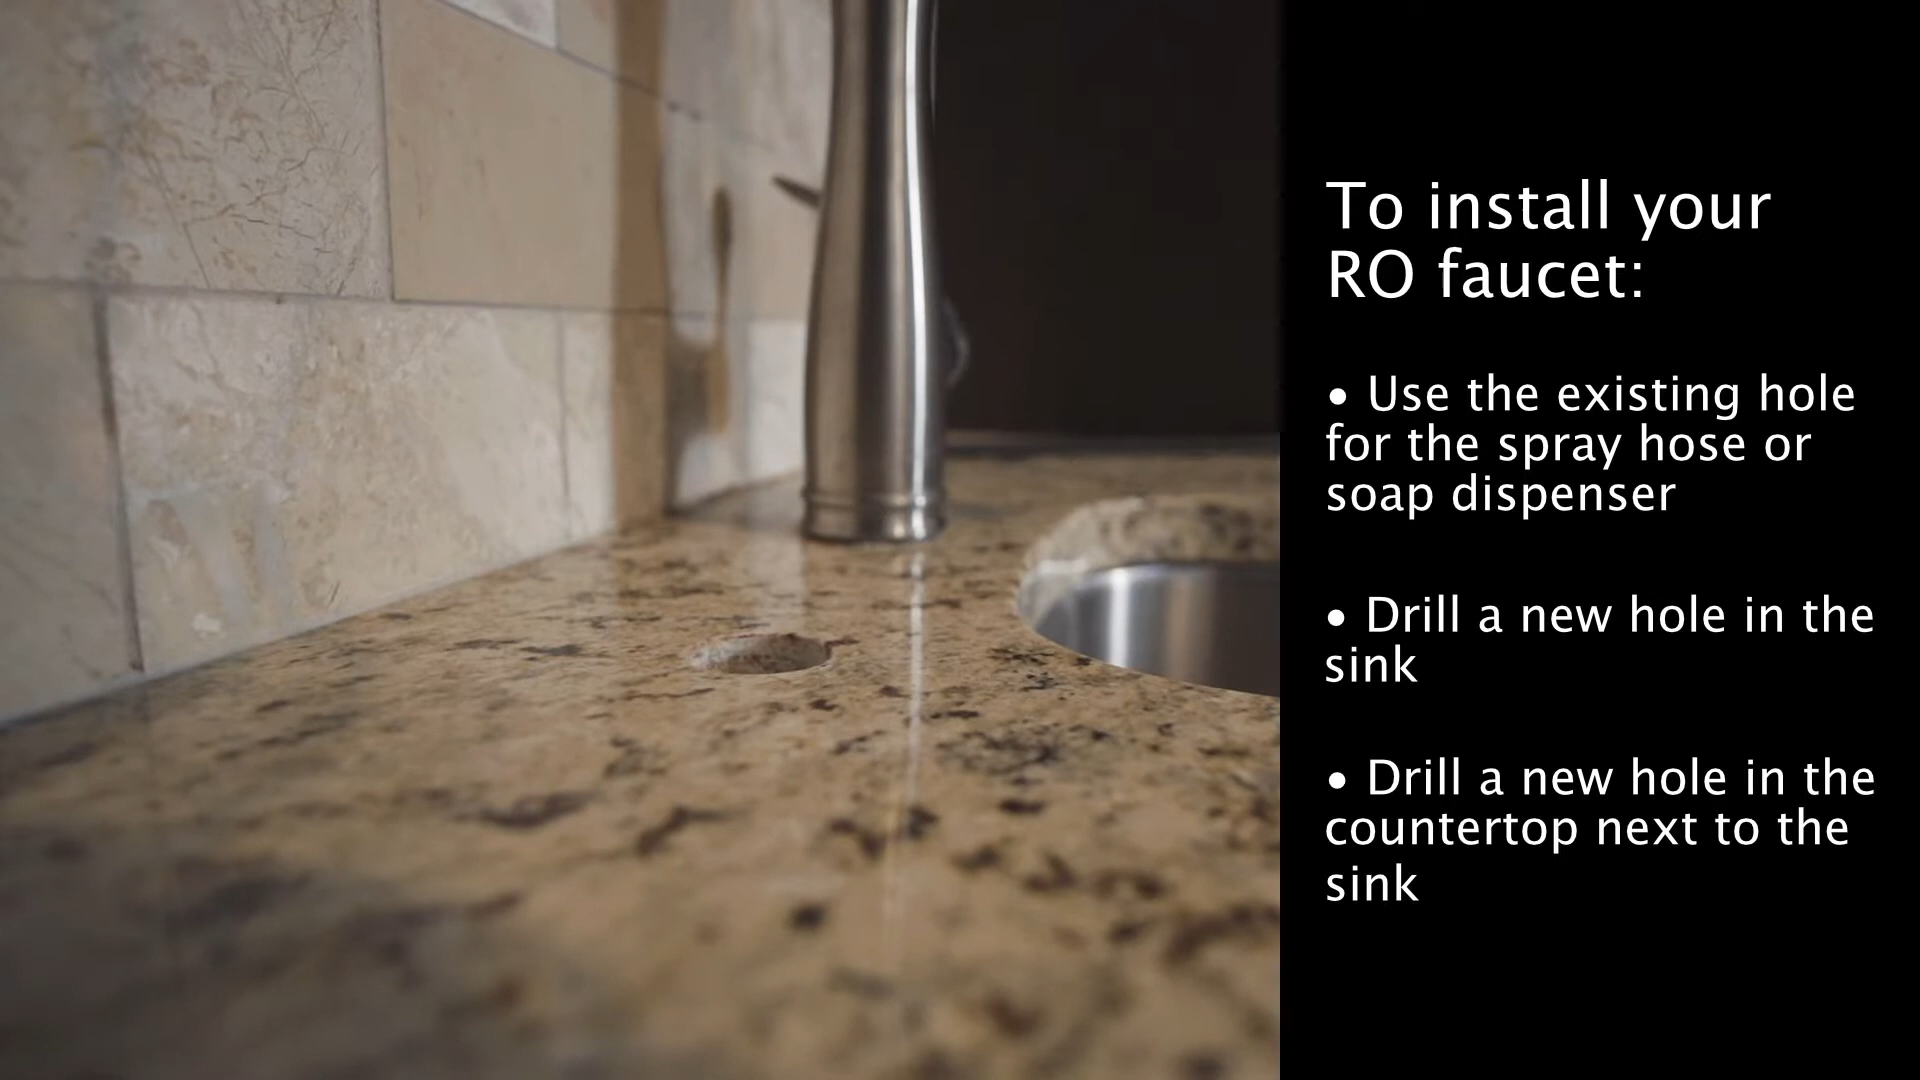 To install your
RO faucet:
• Use the existing hole
for the spray hose or
soap dispenser
• Drill a new hole in the
sink
• Drill a new hole in the
countertop next to the
sink